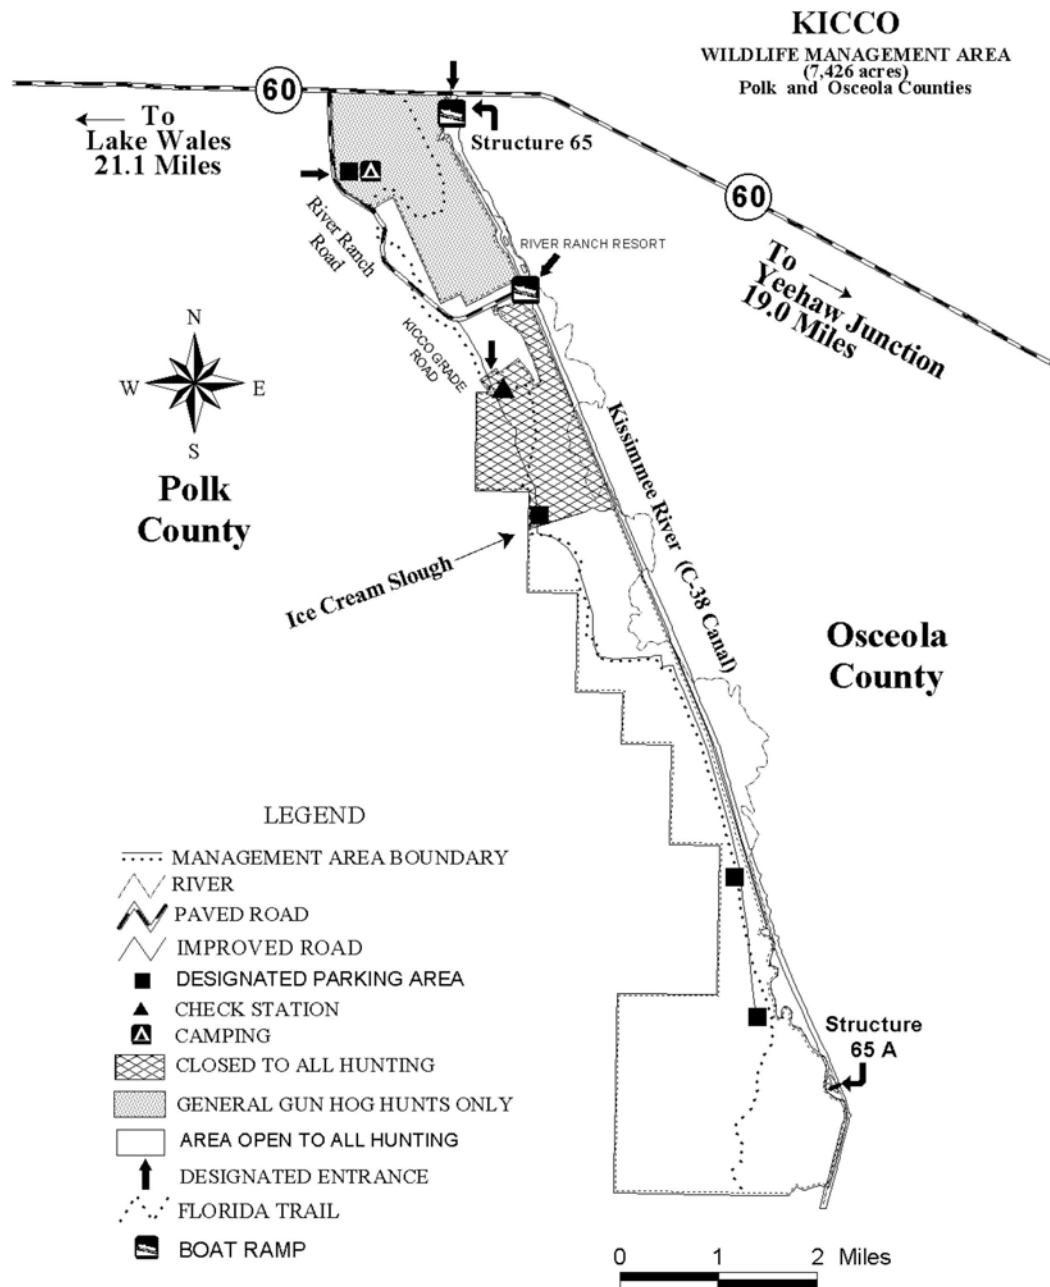 KICCO
WILDLIFE MANAGEMENT AREA
(7,426 acres)
Polk and Osceola Counties
60
To
Lake Wales
21.1 Miles
Structure 65
60
River Ranch
Road
RIVER RANCH RESORT
To
Yeehaw Junction
19.0 Miles
KICCO GRADE
ROAD
N
W
E
S
Kissimmee River (C-38 Canal)
Polk
County
Ice Cream Slough
Osceola
County
LEGEND
MANAGEMENT AREA BOUNDARY
RIVER
PAVED ROAD
IMPROVED ROAD
DESIGNATED PARKING AREA
CHECK STATION
CAMPING
CLOSED TO ALL HUNTING
GENERAL GUN HOG HUNTS ONLY
AREA OPEN TO ALL HUNTING
DESIGNATED ENTRANCE
FLORIDA TRAIL
BOAT RAMP
Structure
65 A
0 1 2 Miles